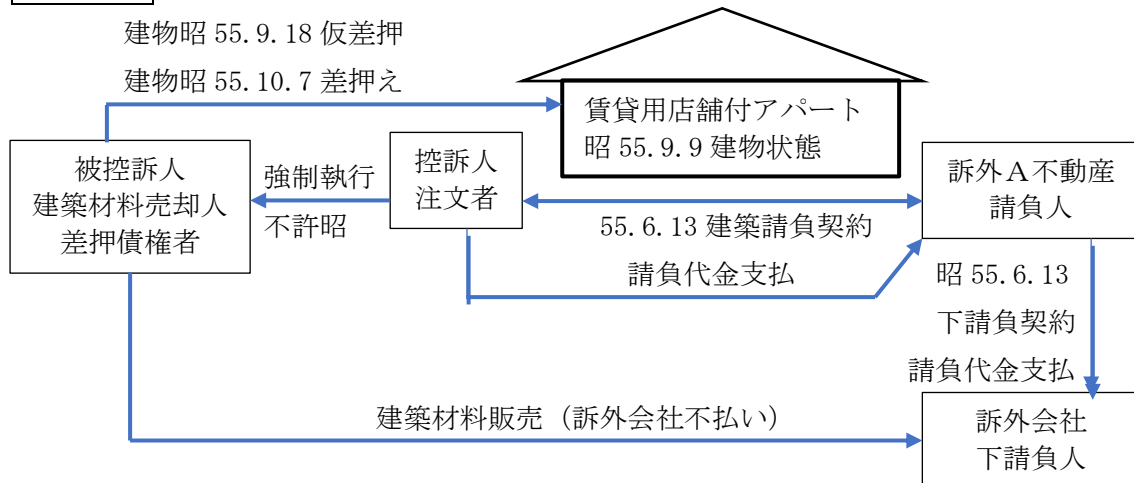 建物昭 55.9.18 仮差押
建物昭 55.10.7 差押え
賃貸用店舗付アパート
昭 55.9.9 建物状態
被控訴人
建築材料売却人
差押債権者
強制執行
不許昭
控訴人
注文者
訴外A不動産
請負人
55.6.13 建築請負契約
請負代金支払
昭 55.6.13
下請負契約
請負代金支払
建築材料販売（訴外会社不払い）
訴外会社
下請負人